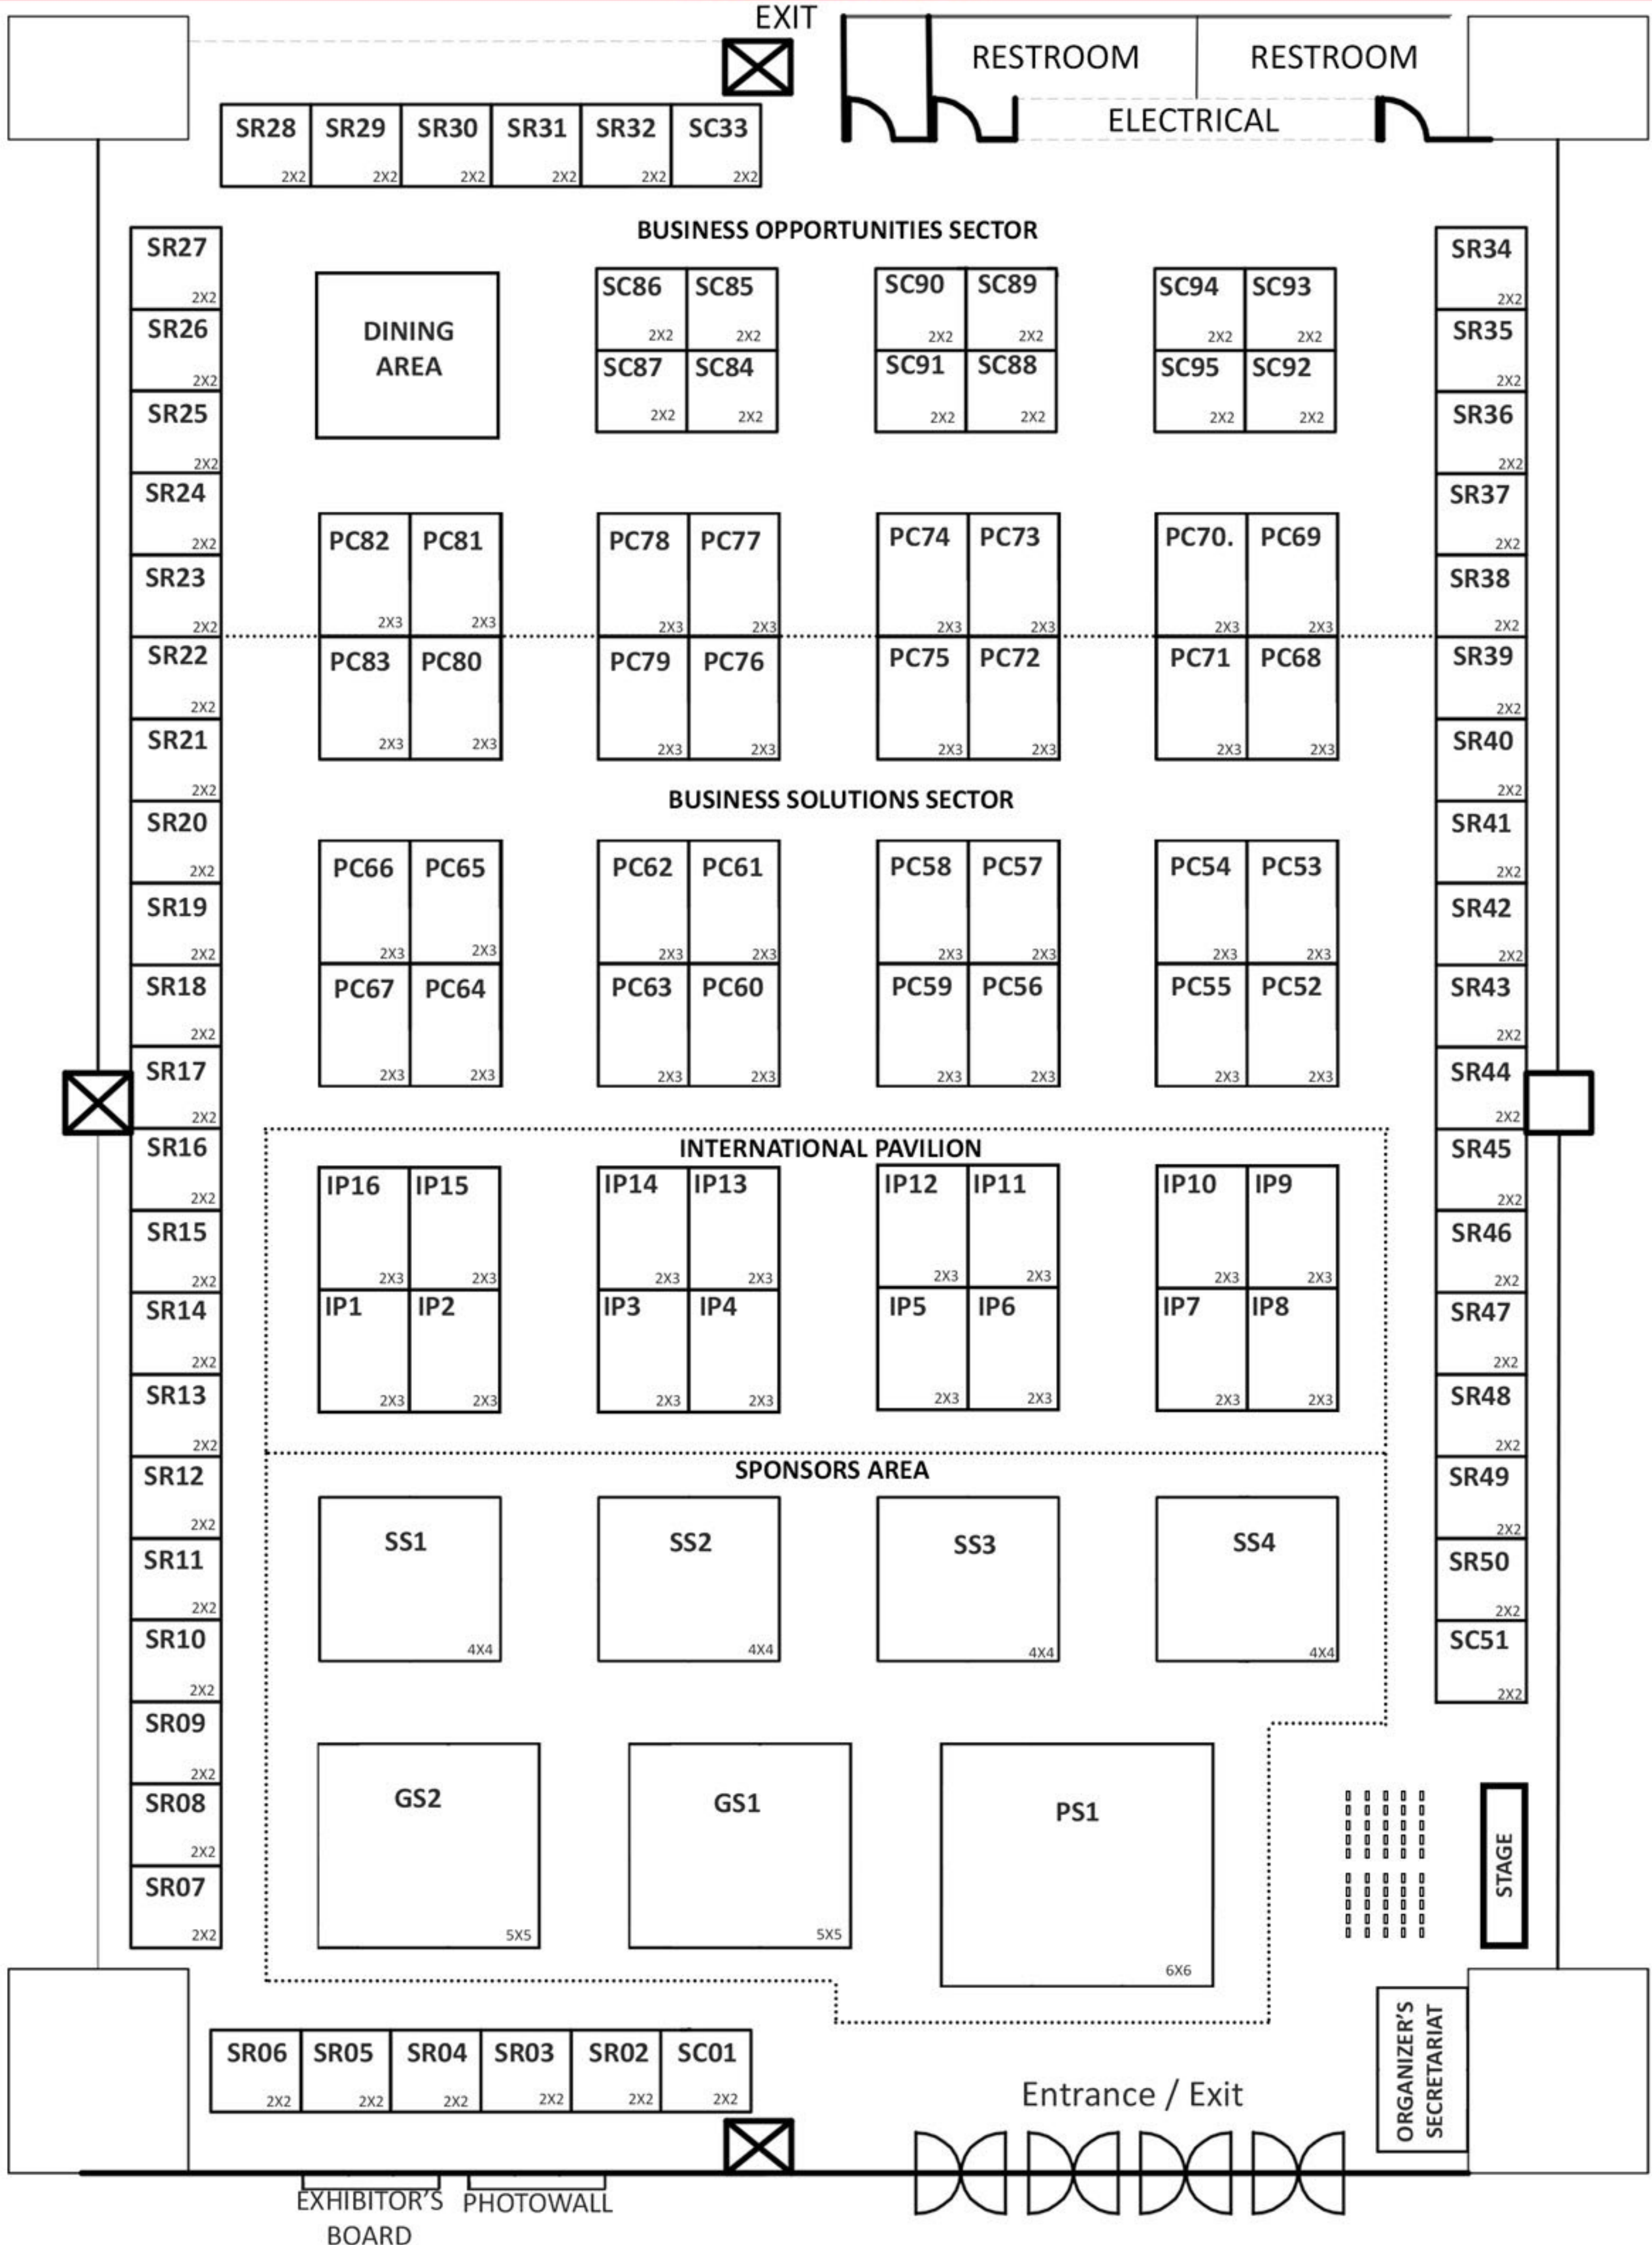 EXIT
RESTROOM
RESTROOM
ELECTRICAL
SR28 SR29 SR30 SR31 SR32 SC33
2X2 2X2 2X2 2X2 2X2 2X2
BUSINESS OPPORTUNITIES SECTOR
SR27
2X2
SR26
2X2
SR25
2X2
SR24
2X2
SR23
2X2
SR22
2X2
SR21
2X2
SR20
2X2
SR19
2X2
SR18
2X2
SR17
2X2
SR16
2X2
SR15
2X2
SR14
2X2
SR13
2X2
SR12
2X2
SR11
2X2
SR10
2X2
SR09
2X2
SR08
2X2
SR07
2X2
DINING
AREA
SC86 SC85
2X2 2X2
SC87 SC84
2X2 2X2
SC90 SC89
2X2 2X2
SC91 SC88
2X2 2X2
SC94 SC93
2X2 2X2
SC95 SC92
2X2 2X2
PC82 PC81
2X3 2X3
PC83 PC80
2X3 2X3
PC78 PC77
2X3 2X3
PC79 PC76
2X3 2X3
PC74 PC73
2X3 2X3
PC75 PC72
2X3 2X3
PC70. PC69
2X3 2X3
PC71 PC68
2X3 2X3
BUSINESS SOLUTIONS SECTOR
PC66 PC65
2X3 2X3
PC67 PC64
2X3 2X3
PC62 PC61
2X3 2X3
PC63 PC60
2X3 2X3
PC58 PC57
2X3 2X3
PC59 PC56
2X3 2X3
PC54 PC53
2X3 2X3
PC55 PC52
2X3 2X3
INTERNATIONAL PAVILION
IP16 IP15
2X3 2X3
IP1 IP2
2X3 2X3
IP14 IP13
2X3 2X3
IP3 IP4
2X3 2X3
IP12 IP11
2X3 2X3
IP5 IP6
2X3 2X3
IP10 IP9
2X3 2X3
IP7 IP8
2X3 2X3
SPONSORS AREA
SS1
4X4
SS2
4X4
SS3
4X4
SS4
4X4
GS2
5X5
GS1
5X5
PS1
6X6
SR34
2X2
SR35
2X2
SR36
2X2
SR37
2X2
SR38
2X2
SR39
2X2
SR40
2X2
SR41
2X2
SR42
2X2
SR43
2X2
SR44
2X2
SR45
2X2
SR46
2X2
SR47
2X2
SR48
2X2
SR49
2X2
SR50
2X2
SC51
2X2
STAGE
ORGANIZER'S
SECRETARIAT
SR06 SR05 SR04 SR03 SR02 SC01
2X2 2X2 2X2 2X2 2X2 2X2
Entrance / Exit
EXHIBITOR'S
BOARD
PHOTOWALL